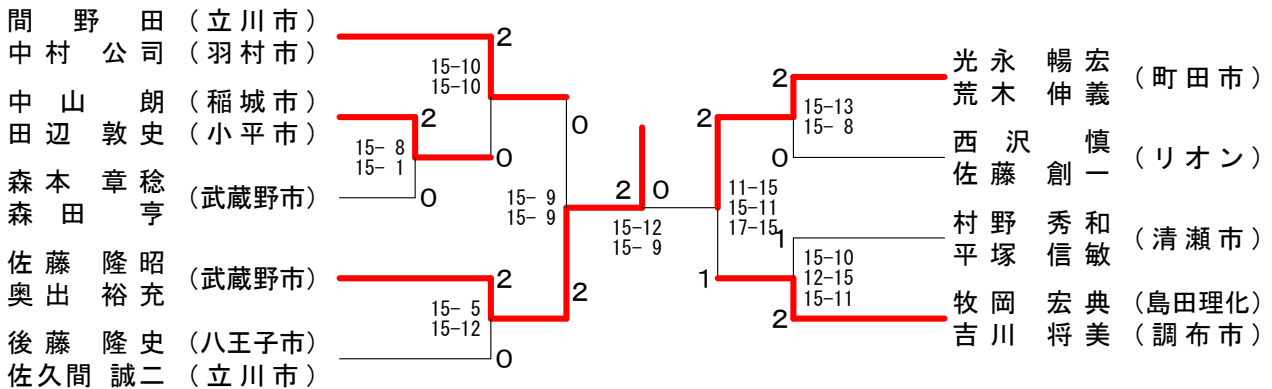 間野田（立川市）
中村公司（羽村市）
中山朗（稲城市）
田辺敦史（小平市）
森本章稔
森田亨
（武蔵野市）
佐藤隆昭
奥出裕充
（武蔵野市）
後藤隆史（八王子市）
佐久間誠二（立川市）
2
15-10
15-10
2
0
15- 8
15- 1
0
0
15- 9
15- 9
2
2
15- 5
15-12
0
2 0
15-12
15- 9
2
11-15
15-11
17-15
1
2
15-13
15- 8
0
1
15-10
12-15
15-11
2
光永暢宏
荒木伸義
（町田市）
西沢慎
佐藤創一
（リオン）
村野秀和
平塚信敏
（清瀬市）
牧岡宏典（島田理化）
吉川将美（調布市）